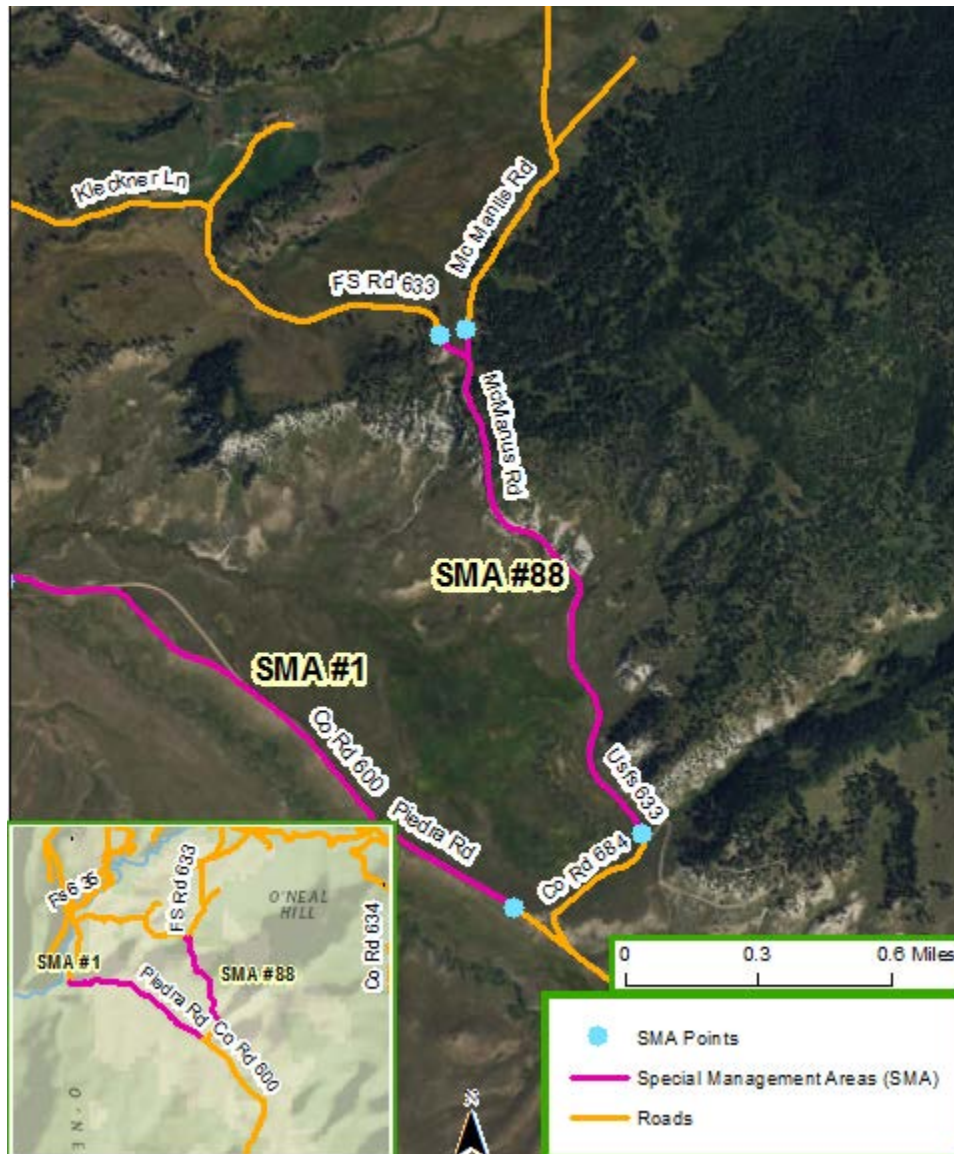 Kleckner Ln
FS Rd 633
Mc Manus Rd
McManus Rd
SMA #88
SMA #1
Co Rd 600
Piedra Rd
Usfs 633
Co Rd 684
Fs 6 35
FS Rd 633
O'NEAL
HILL
Co Rd 634
SMA #1
SMA #88
Piedra Rd
Co Rd 600
O ' N E
0 0.3 0.6 Miles
N
SMA Points
Special Management Areas (SMA)
Roads